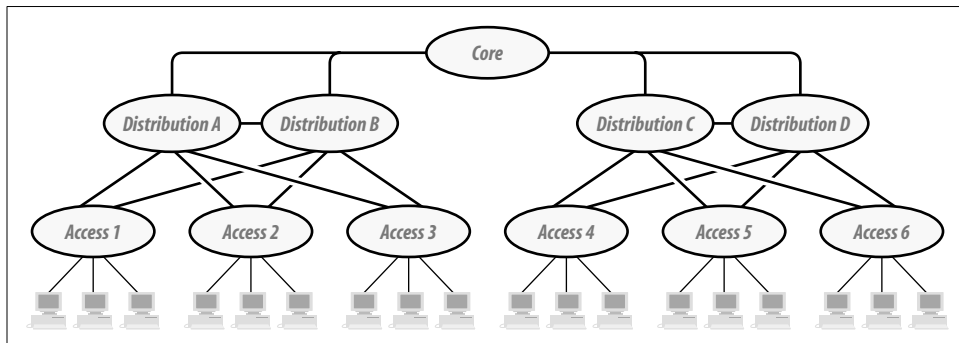 Core
Distribution A
Distribution B
Distribution C
Distribution D
Access 1
Access 2
Access 3
Access 4
Access 5
Access 6